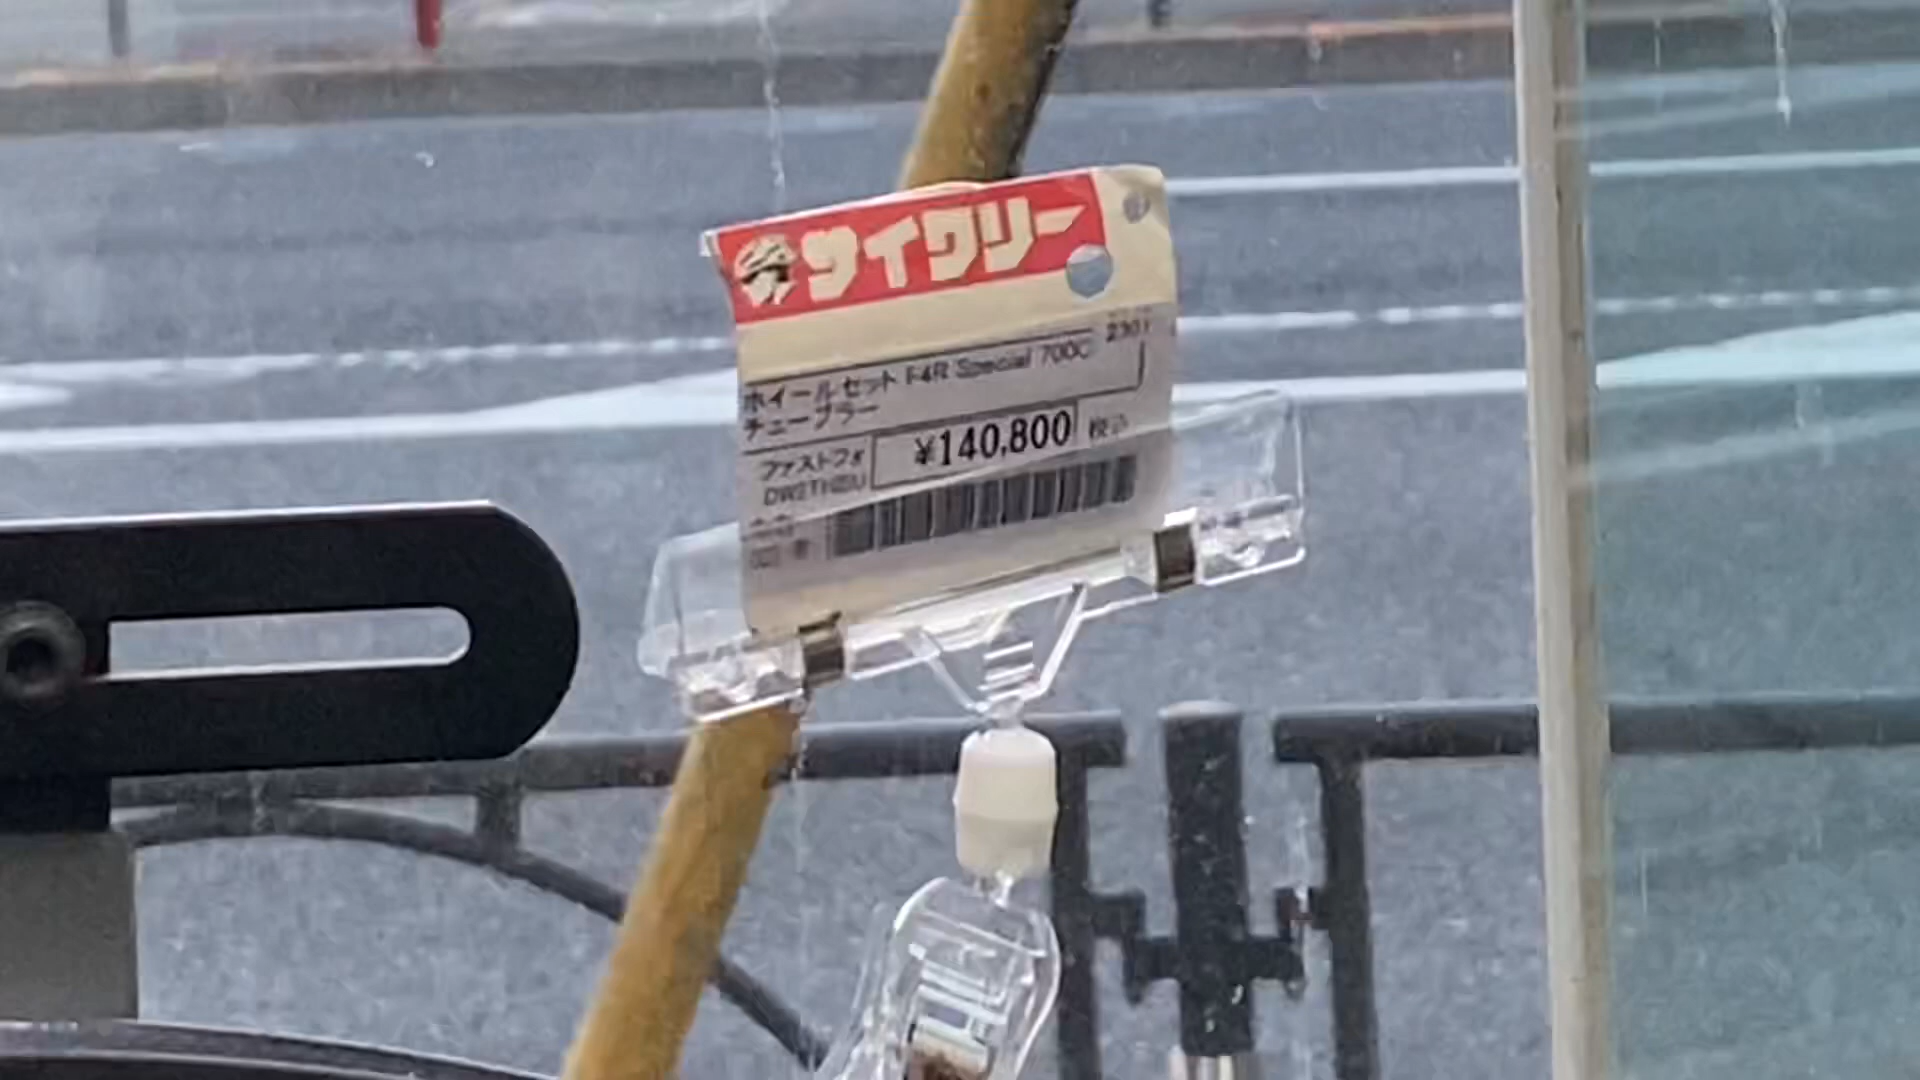 サイクリー
2301
ホイールセット F4R Special 700C
チューブラー
ファストフォ
¥140,800 税込